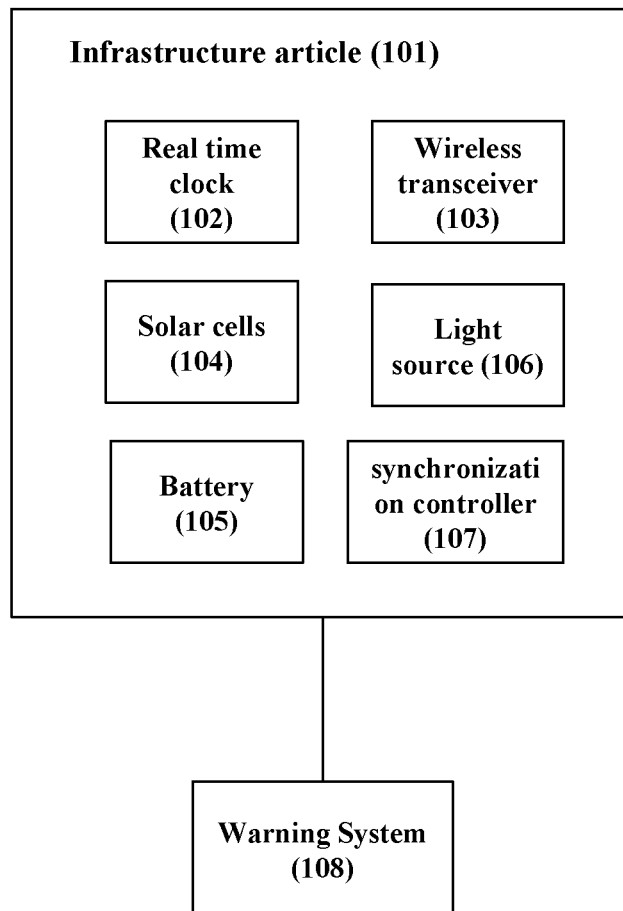 Infrastructure article (101)
Real time
clock
(102)
Wireless
transceiver
(103)
Solar cells
(104)
Light
source (106)
Battery
(105)
synchronizati
on controller
(107)
Warning System
(108)